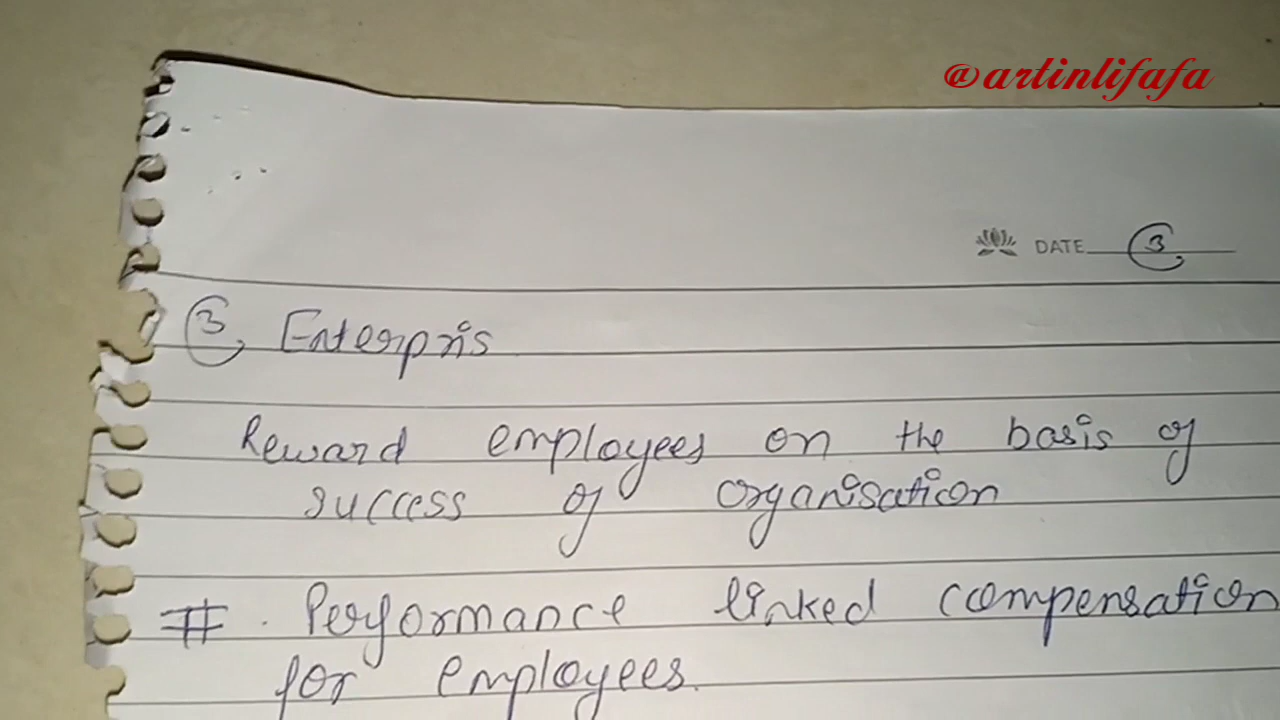 @artinlifafa
DATE 3
3 Enterpris
Reward employees on the basis of
success of organisation
# . Performance linked compensation
for employees.